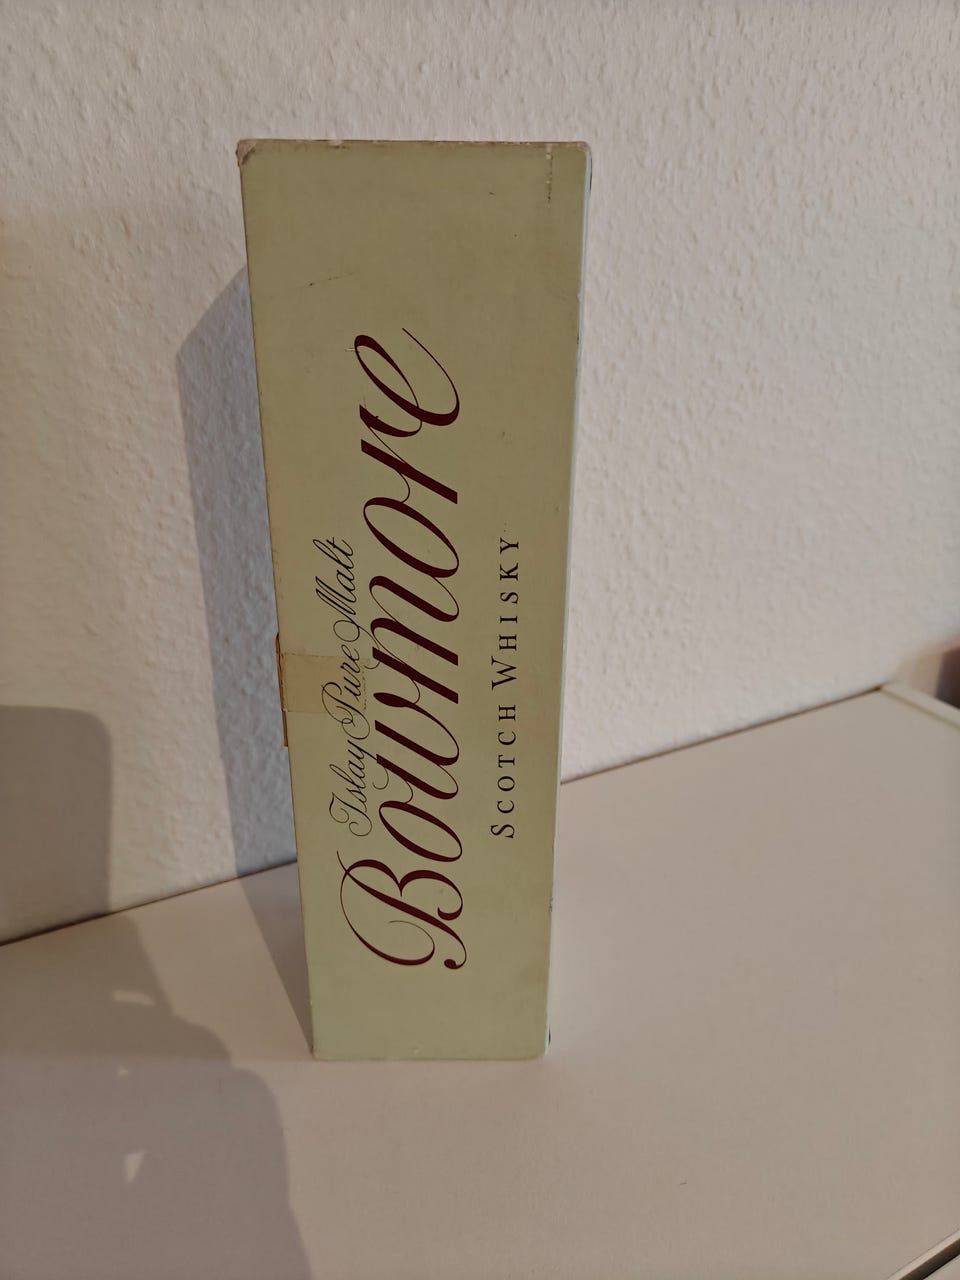 Islay Pure Malt
Bowmore
SCOTCH WHISKY